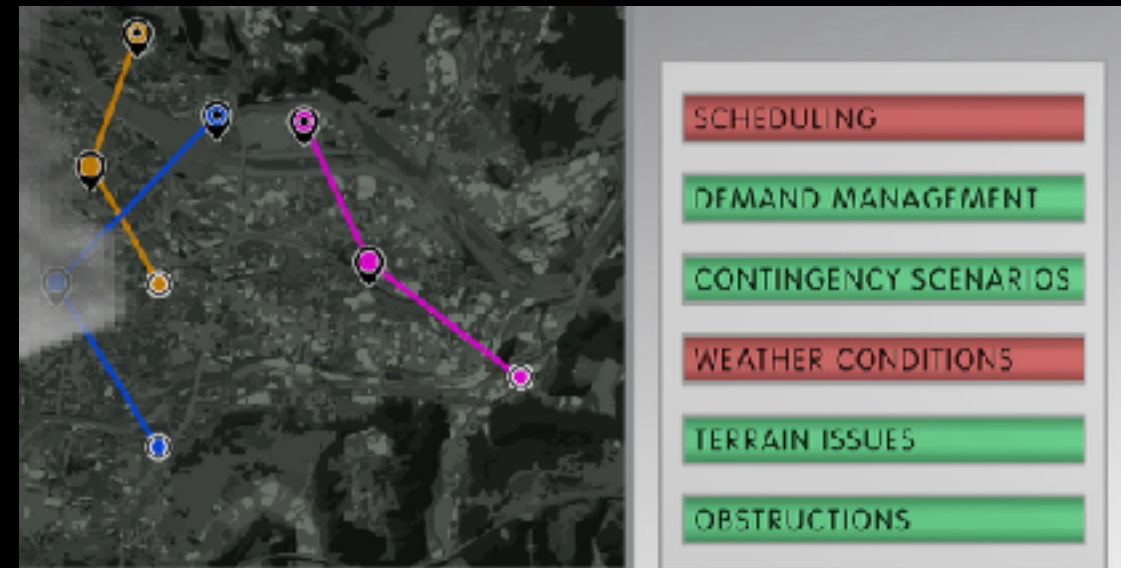 SCHEDULING
DEMAND MANAGEMENT
CONTINGENCY SCENARIOS
WEATHER CONDITIONS
TERRAIN ISSUES
OBSTRUCTIONS